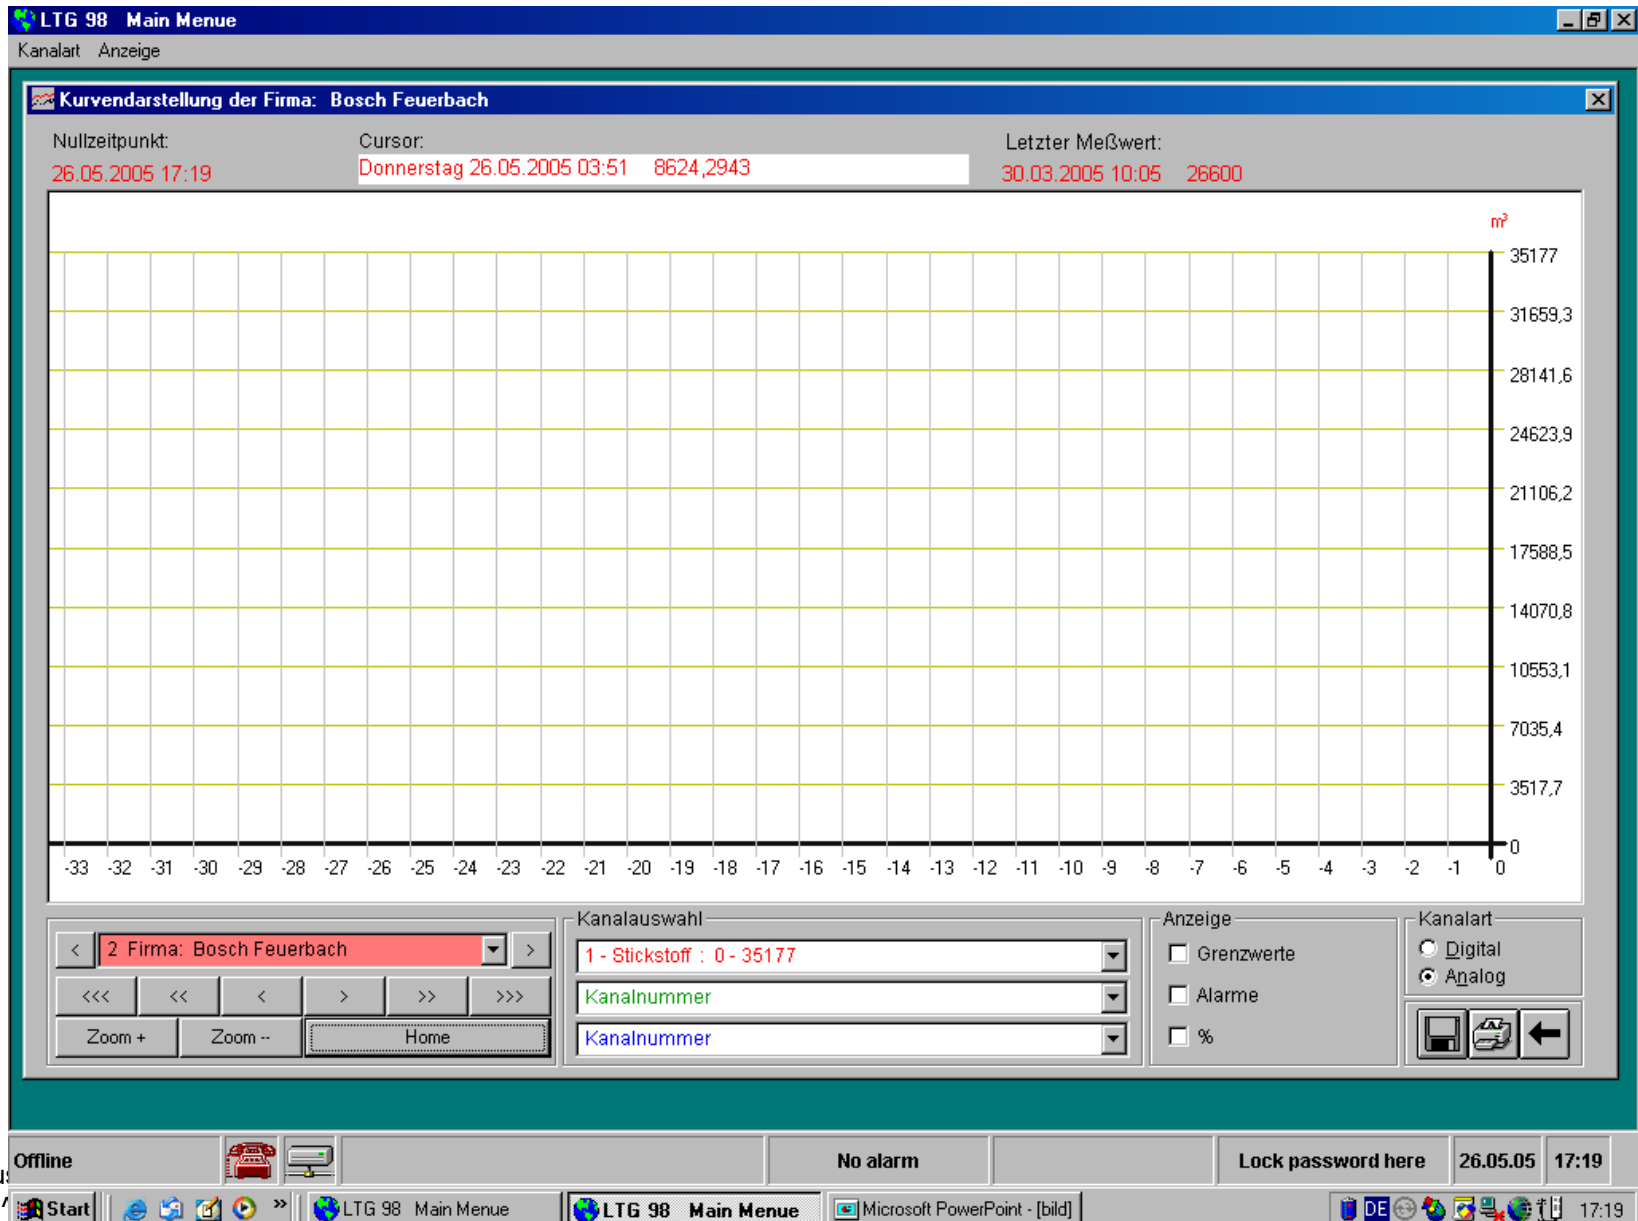 LTG 98 Main Menue
Kanalart Anzeige
Kurvendarstellung der Firma: Bosch Feuerbach
Nullzeitpunkt: Cursor: Letzter Meßwert:
26.05.2005 17:19 Donnerstag 26.05.2005 03:51 8624,2943 30.03.2005 10:05 26600
m³
35177
31659,3
28141,6
24623,9
21106,2
17588,5
14070,8
10553,1
7035,4
3517,7
0
-33 -32 -31 -30 -29 -28 -27 -26 -25 -24 -23 -22 -21 -20 -19 -18 -17 -16 -15 -14 -13 -12 -11 -10 -9 -8 -7 -6 -5 -4 -3 -2 -1 0
< 2 Firma: Bosch Feuerbach >
<<< << < > >> >>>
Zoom + Zoom -- Home
Kanalauswahl
1 - Stickstoff : 0 - 35177
Kanalnummer
Kanalnummer
Anzeige
Grenzwerte
Alarme
%
Kanalart
Digital
Analog
Offline No alarm Lock password here 26.05.05 17:19
Start » LTG 98 Main Menue LTG 98 Main Menue Microsoft PowerPoint - [bild] DE 17:19